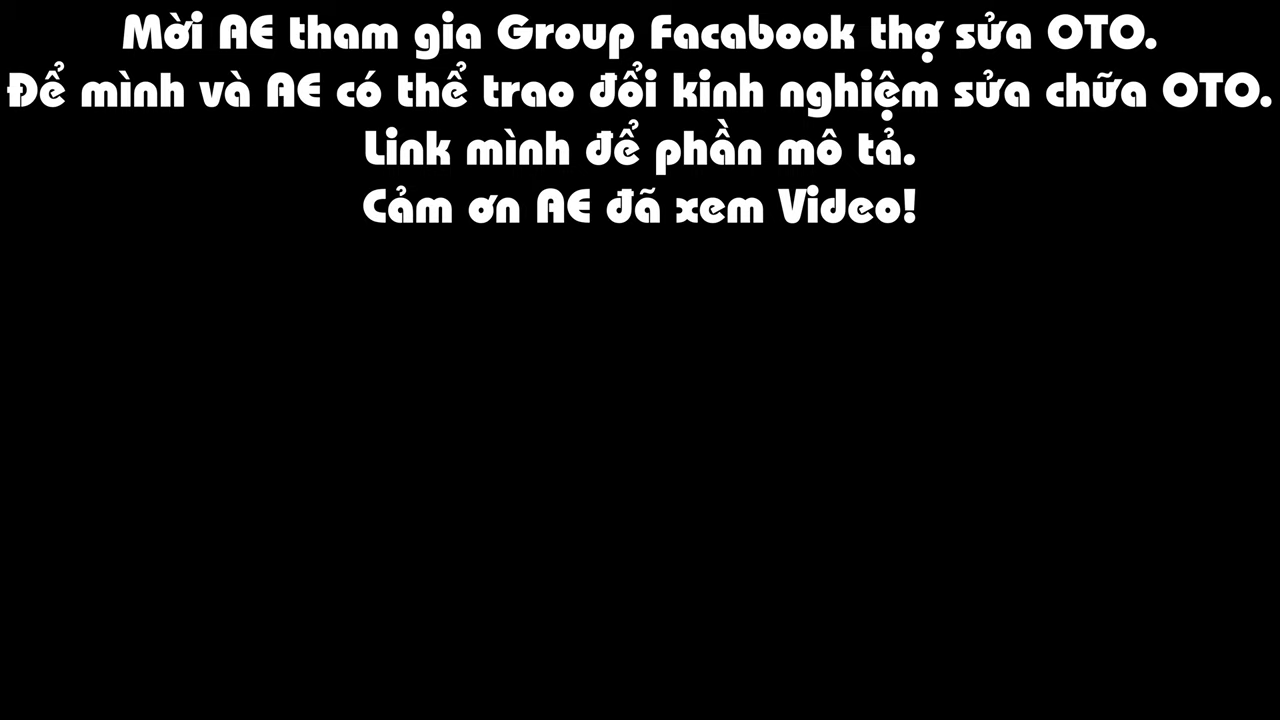 Mời AE tham gia Group Facabook thợ sửa OTO.
Để mình và AE có thể trao đổi kinh nghiệm sửa chữa OTO.
Link mình để phần mô tả.
Cảm ơn AE đã xem Video!